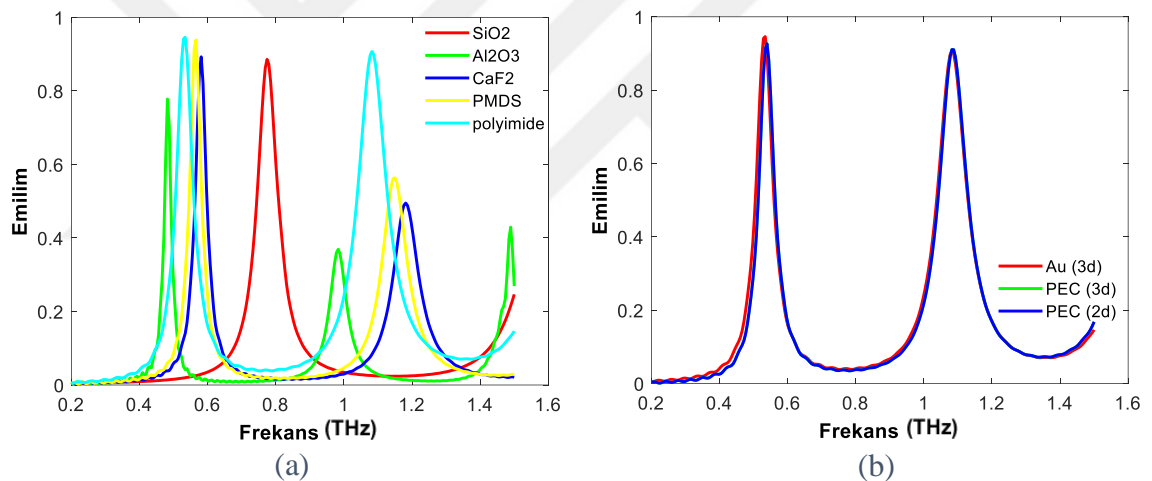 1
0.8
0.6
0.4
0.2
0
0.2 0.4 0.6 0.8 1 1.2 1.4 1.6
Emilim
Frekans (THz)
SiO2
Al2O3
CaF2
PMDS
polyimide
(a)
1
0.8
0.6
0.4
0.2
0
0.2 0.4 0.6 0.8 1 1.2 1.4 1.6
Emilim
Frekans (THz)
Au (3d)
PEC (3d)
PEC (2d)
(b)